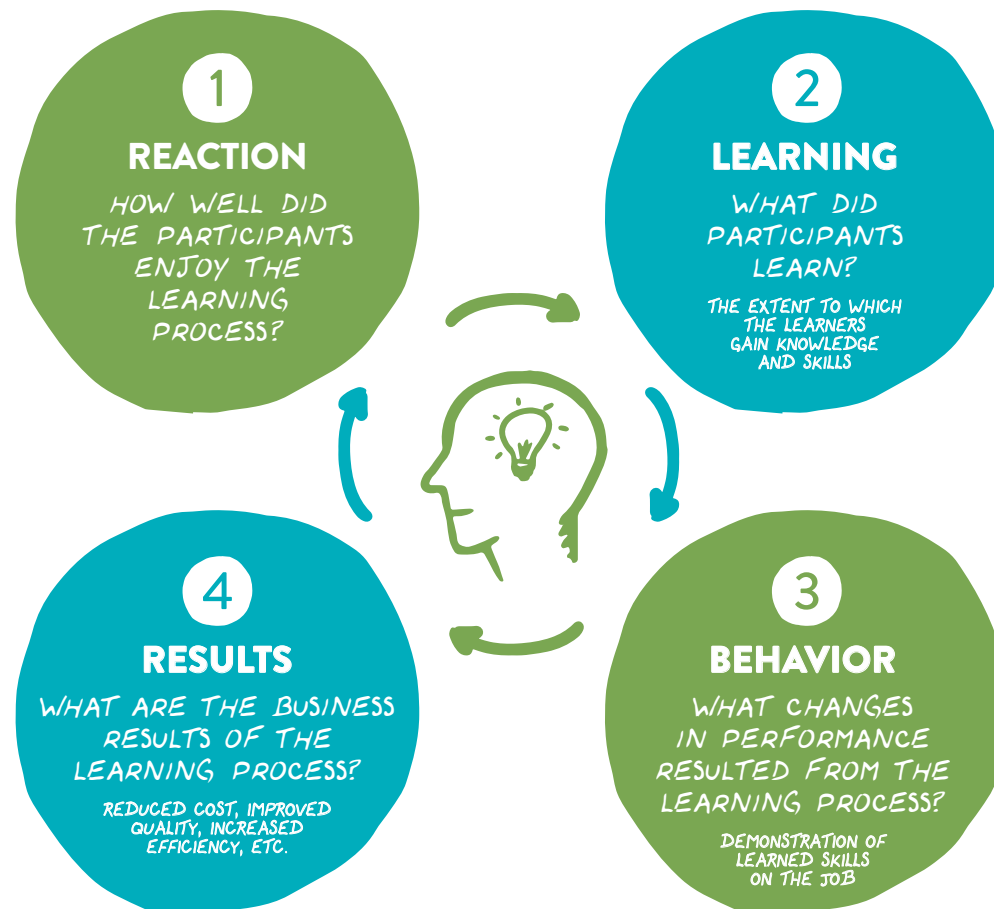 1
REACTION
HOW WELL DID
THE PARTICIPANTS
ENJOY THE
LEARNING
PROCESS?
2
LEARNING
WHAT DID
PARTICIPANTS
LEARN?
THE EXTENT TO WHICH
THE LEARNERS
GAIN KNOWLEDGE
AND SKILLS
3
BEHAVIOR
WHAT CHANGES
IN PERFORMANCE
RESULTED FROM THE
LEARNING PROCESS?
DEMONSTRATION OF
LEARNED SKILLS
ON THE JOB
4
RESULTS
WHAT ARE THE BUSINESS
RESULTS OF THE
LEARNING PROCESS?
REDUCED COST, IMPROVED
QUALITY, INCREASED
EFFICIENCY, ETC.